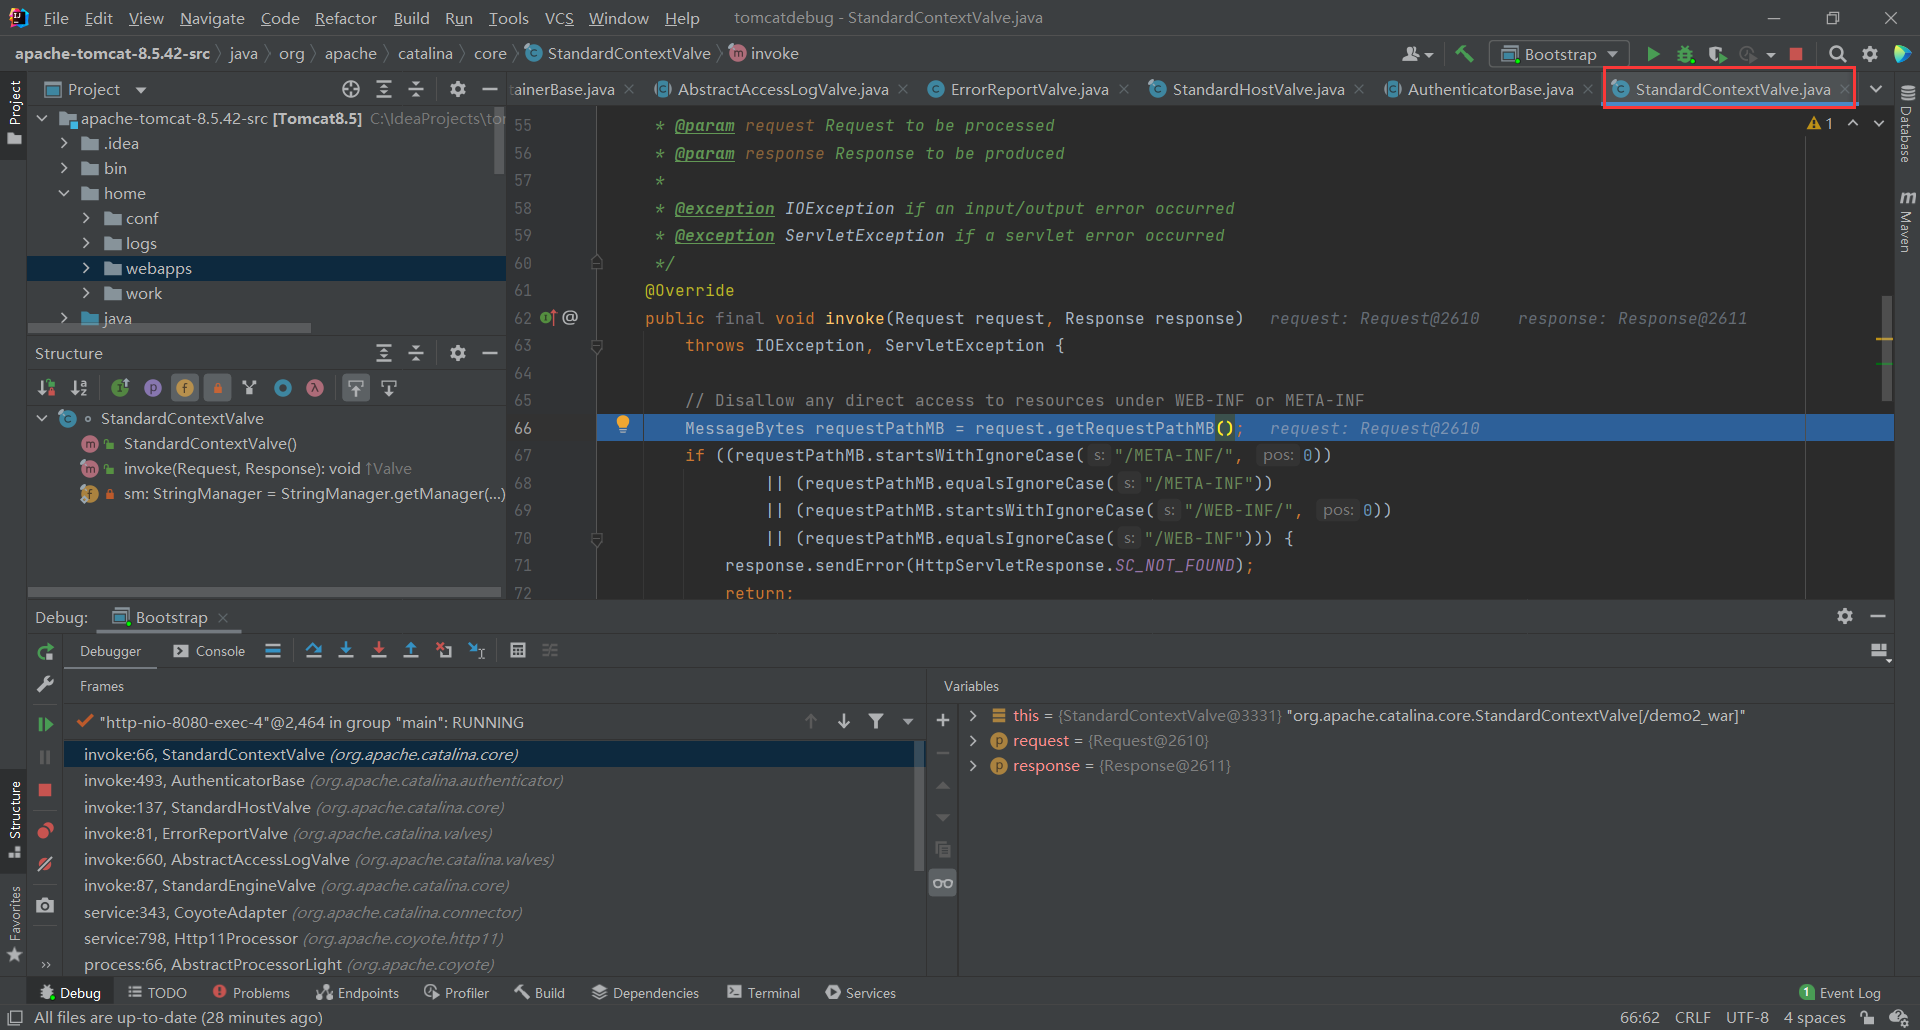 File Edit View Navigate Code Refactor Build Run Tools VCS Window Help tomcatdebug - StandardContextValve.java
apache-tomcat-8.5.42-src java org apache catalina core StandardContextValve invoke
Bootstrap
Project
tainerBase.java AbstractAccessLogValve.java ErrorReportValve.java StandardHostValve.java AuthenticatorBase.java StandardContextValve.java
Project
Database
Maven
apache-tomcat-8.5.42-src [Tomcat8.5] C:\IdeaProjects\tor
.idea
bin
home
conf
logs
webapps
work
java
1
55 * @param request Request to be processed
56 * @param response Response to be produced
57 *
58 * @exception IOException if an input/output error occurred
59 * @exception ServletException if a servlet error occurred
60 */
61 @Override
62 public final void invoke(Request request, Response response) request: Request@2610 response: Response@2611
63 throws IOException, ServletException {
64
65 // Disallow any direct access to resources under WEB-INF or META-INF
66 MessageBytes requestPathMB = request.getRequestPathMB(); request: Request@2610
67 if ((requestPathMB.startsWithIgnoreCase( s: "/META-INF/", pos: 0))
68 || (requestPathMB.equalsIgnoreCase( s: "/META-INF"))
69 || (requestPathMB.startsWithIgnoreCase( s: "/WEB-INF/", pos: 0))
70 || (requestPathMB.equalsIgnoreCase( s: "/WEB-INF"))) {
71 response.sendError(HttpServletResponse.SC_NOT_FOUND);
72 return;
Structure
StandardContextValve
StandardContextValve()
invoke(Request, Response): void ↑Valve
sm: StringManager = StringManager.getManager(...)
Debug: Bootstrap
Debugger Console
Frames
"http-nio-8080-exec-4"@2,464 in group "main": RUNNING
invoke:66, StandardContextValve (org.apache.catalina.core)
invoke:493, AuthenticatorBase (org.apache.catalina.authenticator)
invoke:137, StandardHostValve (org.apache.catalina.core)
invoke:81, ErrorReportValve (org.apache.catalina.valves)
invoke:660, AbstractAccessLogValve (org.apache.catalina.valves)
invoke:87, StandardEngineValve (org.apache.catalina.core)
service:343, CoyoteAdapter (org.apache.catalina.connector)
service:798, Http11Processor (org.apache.coyote.http11)
process:66, AbstractProcessorLight (org.apache.coyote)
Variables
this = {StandardContextValve@3331} "org.apache.catalina.core.StandardContextValve[/demo2_war]"
request = {Request@2610}
response = {Response@2611}
Structure
Favorites
Debug TODO Problems Endpoints Profiler Build Dependencies Terminal Services 1 Event Log
All files are up-to-date (28 minutes ago) 66:62 CRLF UTF-8 4 spaces